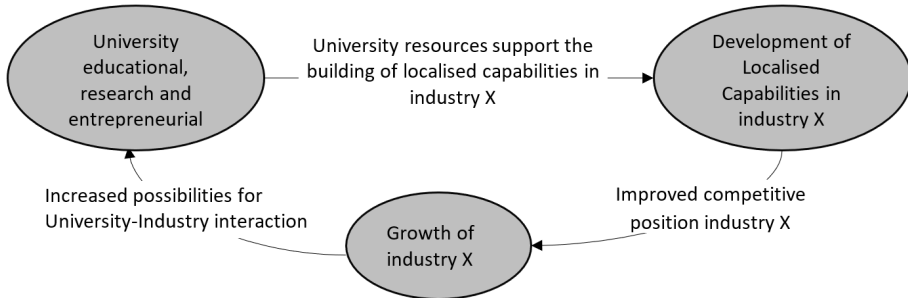 University
educational,
research and
entrepreneurial
University resources support the
building of localised capabilities in
industry X
Development of
Localised
Capabilities in
industry X
Increased possibilities for
University-Industry interaction
Improved competitive
position industry X
Growth of
industry X